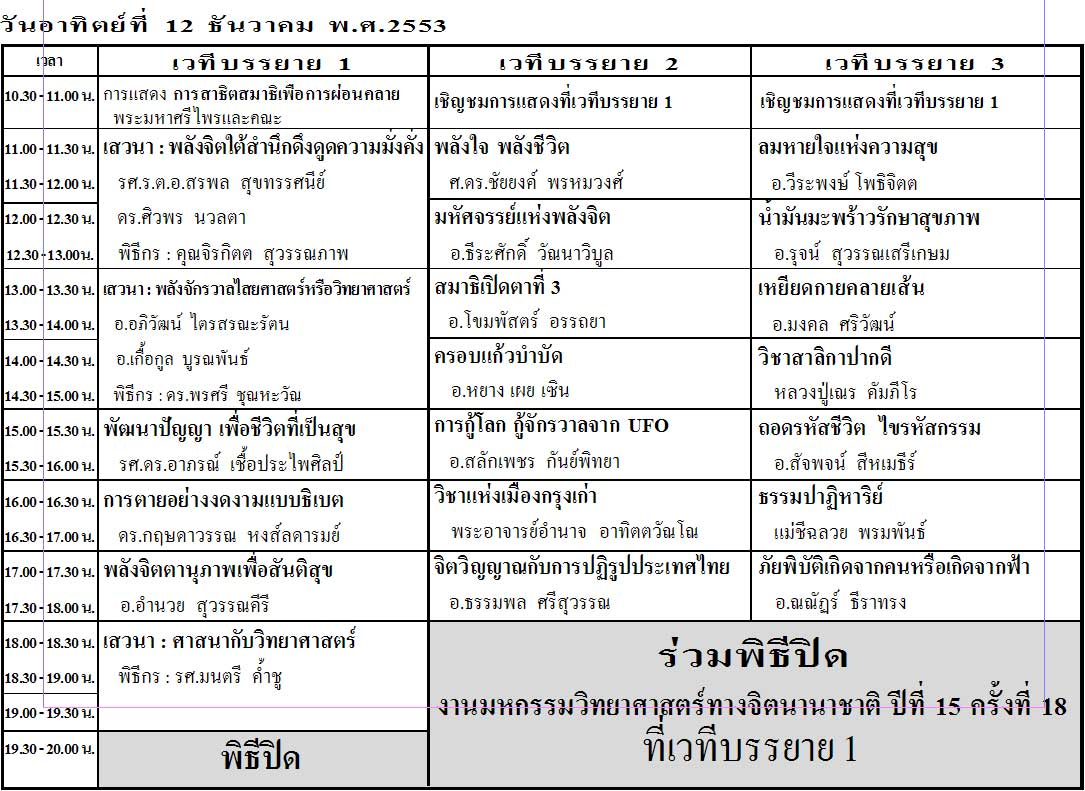 วันอาทิตย์ที่ 12 ธันวาคม พ.ศ.2553
เวลา
เวทีบรรยาย 1
เวทีบรรยาย 2
เวทีบรรยาย 3
10.30 - 11.00 น.
การแสดง การสาธิตสมาธิเพื่อการผ่อนคลาย
พระมหาศรีไพรและคณะ
เชิญชมการแสดงที่เวทีบรรยาย 1
เชิญชมการแสดงที่เวทีบรรยาย 1
11.00 - 11.30 น.
11.30 - 12.00 น.
12.00 - 12.30 น.
12.30 - 13.00น.
เสวนา : พลังจิตใต้สำนึกดึงดูดความมั่งคั่ง
รศ.ร.ต.อ.สรพล สุขทรรศนีย์
ดร.ศิวพร นวลตา
พิธีกร : คุณจิรกิตต สุวรรณภาพ
พลังใจ พลังชีวิต
ศ.ดร.ชัยยงค์ พรหมวงศ์
ลมหายใจแห่งความสุข
อ.วีระพงษ์ โพธิจิตต
มหัศจรรย์แห่งพลังจิต
อ.ธีระศักดิ์ วัฒนาวิบูล
น้ำมันมะพร้าวรักษาสุขภาพ
อ.รุจน์ สุวรรณเสรีเกษม
13.00 - 13.30 น.
13.30 - 14.00 น.
14.00 - 14.30 น.
14.30 - 15.00 น.
เสวนา : พลังจักรวาลไสยศาสตร์หรือวิทยาศาสตร์
อ.อภิวัฒน์ ไตรสรณะรัตน
อ.เกื้อกูล บูรณพันธ์
พิธีกร : ดร.พรศรี ชุณหะวัณ
สมาธิเปิดตาที่ 3
อ.โขมพัสตร์ อรรถยา
เหยียดกายคลายเส้น
อ.มงคล ศริวัฒน์
ครอบแก้วบำบัด
อ.หยาง เผย เซิน
วิชาสาลิกาปากดี
หลวงปู่เณร คัมภีโร
15.00 - 15.30 น.
15.30 - 16.00 น.
พัฒนาปัญญา เพื่อชีวิตที่เป็นสุข
รศ.ดร.อาภรณ์ เชื้อประไพศิลป์
การกู้โลก กู้จักรวาลจาก UFO
อ.สลักเพชร กันย์พิทยา
ถอดรหัสชีวิต ไขรหัสกรรม
อ.สัจพจน์ สีหเมธีร์
16.00 - 16.30 น.
16.30 - 17.00 น.
การตายอย่างงดงามแบบธิเบต
ดร.กฤษดาวรรณ หงส์ลดารมย์
วิชาแห่งเมืองกรุงเก่า
พระอาจารย์อำนาจ อาทิตตวัณโณ
ธรรมปาฏิหาริย์
แม่ชีฉลวย พรมพันธ์
17.00 - 17.30 น.
17.30 - 18.00 น.
พลังจิตตานุภาพเพื่อสันติสุข
อ.อำนวย สุวรรณคีรี
จิตวิญญาณกับการปฏิรูปประเทศไทย
อ.ธรรมพล ศรีสุวรรณ
ภัยพิบัติเกิดจากคนหรือเกิดจากฟ้า
อ.ณณัฏร์ ธีราทรง
18.00 - 18.30 น.
18.30 - 19.00 น.
19.00 - 19.30 น.
เสวนา : ศาสนากับวิทยาศาสตร์
พิธีกร : รศ.มนตรี ค้ำชู
19.30 - 20.00 น.
พิธีปิด
ร่วมพิธีปิด
งานมหกรรมวิทยาศาสตร์ทางจิตนานาชาติ ปีที่ 15 ครั้งที่ 18
ที่เวทีบรรยาย 1